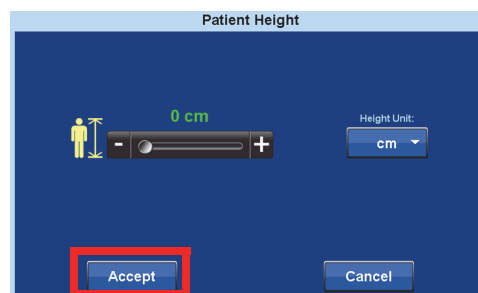 Patient Height
0 cm
Height Unit:
- +
cm
Accept Cancel